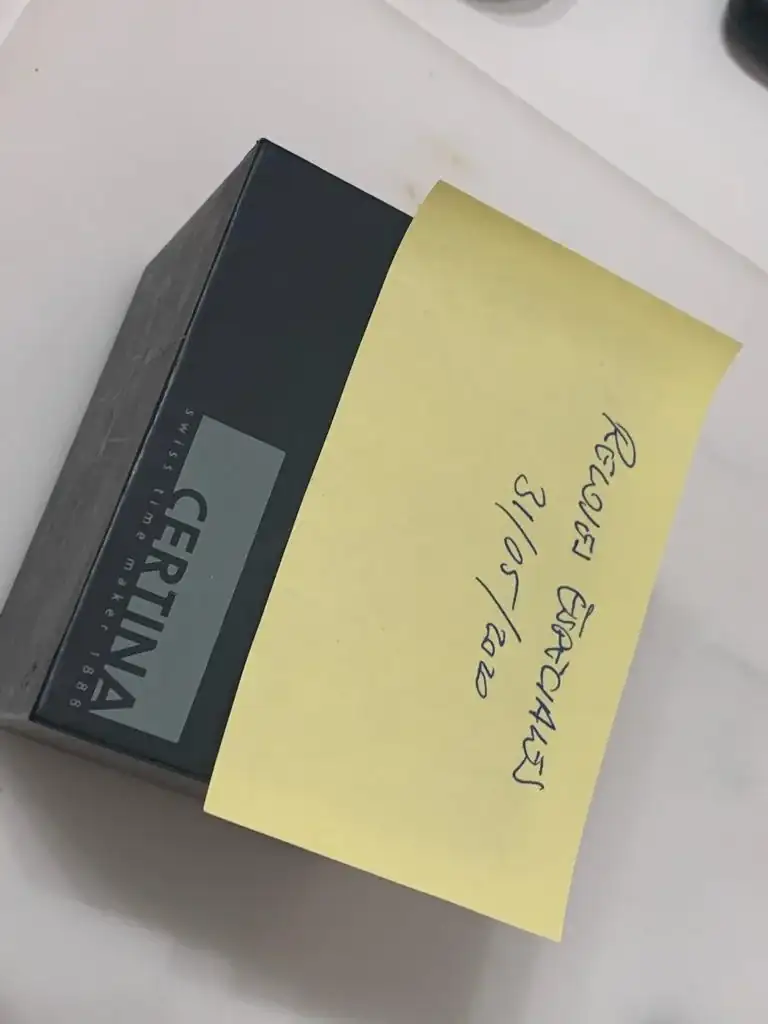 CERTINA
swiss time maker 1888
RELOJES ESPECIALES
31/05/2020